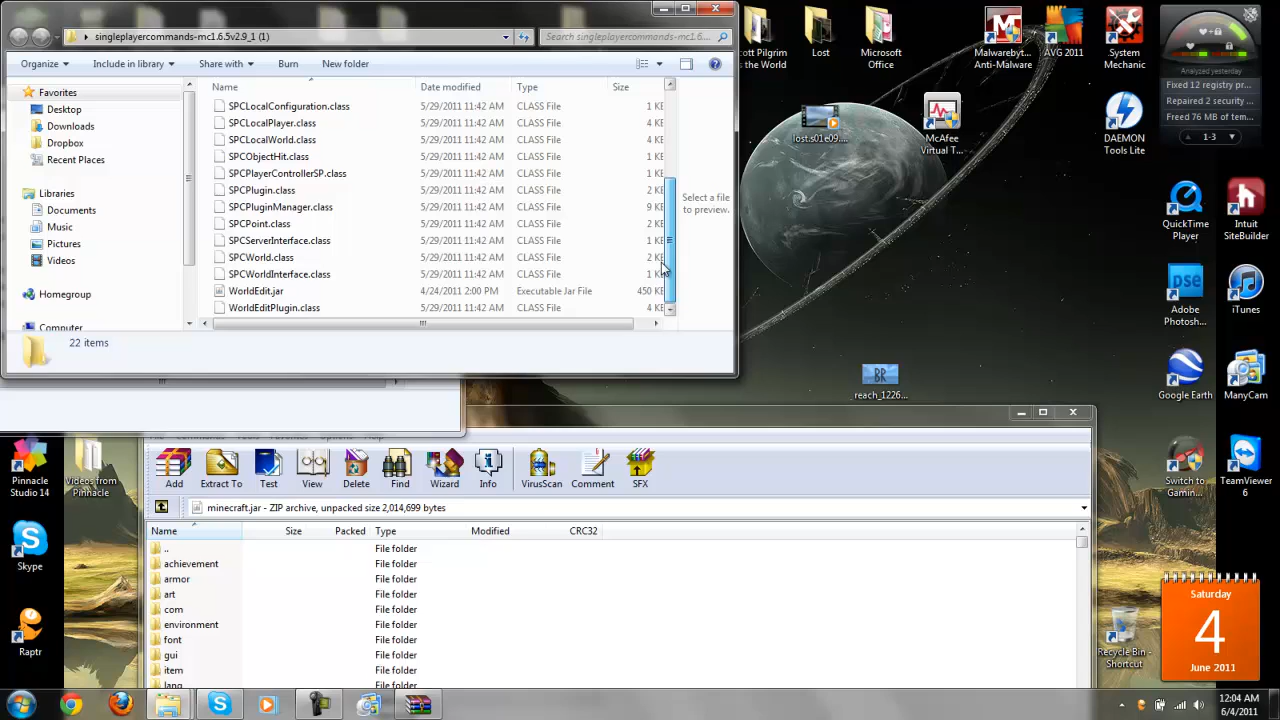 singleplayercommands-mc1.6.5v2.9_1 (1)
Search singleplayercommands-mc1.6...
Organize
Include in library
Share with
Burn
New folder
Name
Date modified
Type
Size
Favorites
Desktop
Downloads
Dropbox
Recent Places
Libraries
Documents
Music
Pictures
Videos
Homegroup
Computer
SPCLocalConfiguration.class 5/29/2011 11:42 AM CLASS File 1 KB
SPCLocalPlayer.class 5/29/2011 11:42 AM CLASS File 4 KB
SPCLocalWorld.class 5/29/2011 11:42 AM CLASS File 4 KB
SPCObjectHit.class 5/29/2011 11:42 AM CLASS File 1 KB
SPCPlayerControllerSP.class 5/29/2011 11:42 AM CLASS File 1 KB
SPCPlugin.class 5/29/2011 11:42 AM CLASS File 2 KB
SPCPluginManager.class 5/29/2011 11:42 AM CLASS File 9 KB
SPCPoint.class 5/29/2011 11:42 AM CLASS File 2 KB
SPCServerInterface.class 5/29/2011 11:42 AM CLASS File 1 KB
SPCWorld.class 5/29/2011 11:42 AM CLASS File 2 KB
SPCWorldInterface.class 5/29/2011 11:42 AM CLASS File 1 KB
WorldEdit.jar 4/24/2011 2:00 PM Executable Jar File 450 KB
WorldEditPlugin.class 5/29/2011 11:42 AM CLASS File 4 KB
Select a file
to preview.
22 items
ott Pilgrim
s the World
Lost
Microsoft
Office
Malwarebyt...
Anti-Malware
AVG 2011
System
Mechanic
Analyzed yesterday
Fixed 12 registry pr...
Repaired 2 security ...
Freed 76 MB of tem...
1-3
lost.s01e09....
McAfee
Virtual T...
DAEMON
Tools Lite
QuickTime
Player
Intuit
SiteBuilder
pse
Adobe
Photosh...
iTunes
BR
reach_1226...
Google Earth
ManyCam
Switch to
Gamin...
TeamViewer
6
Recycle Bin -
Shortcut
Pinnacle
Studio 14
Videos from
Pinnacle
Skype
Raptr
Add
Extract To
Test
View
Delete
Find
Wizard
Info
VirusScan
Comment
SFX
minecraft.jar - ZIP archive, unpacked size 2,014,699 bytes
Name Size Packed Type Modified CRC32
.. File folder
achievement File folder
armor File folder
art File folder
com File folder
environment File folder
font File folder
gui File folder
item File folder
lang
Saturday
4
June 2011
12:04 AM
6/4/2011